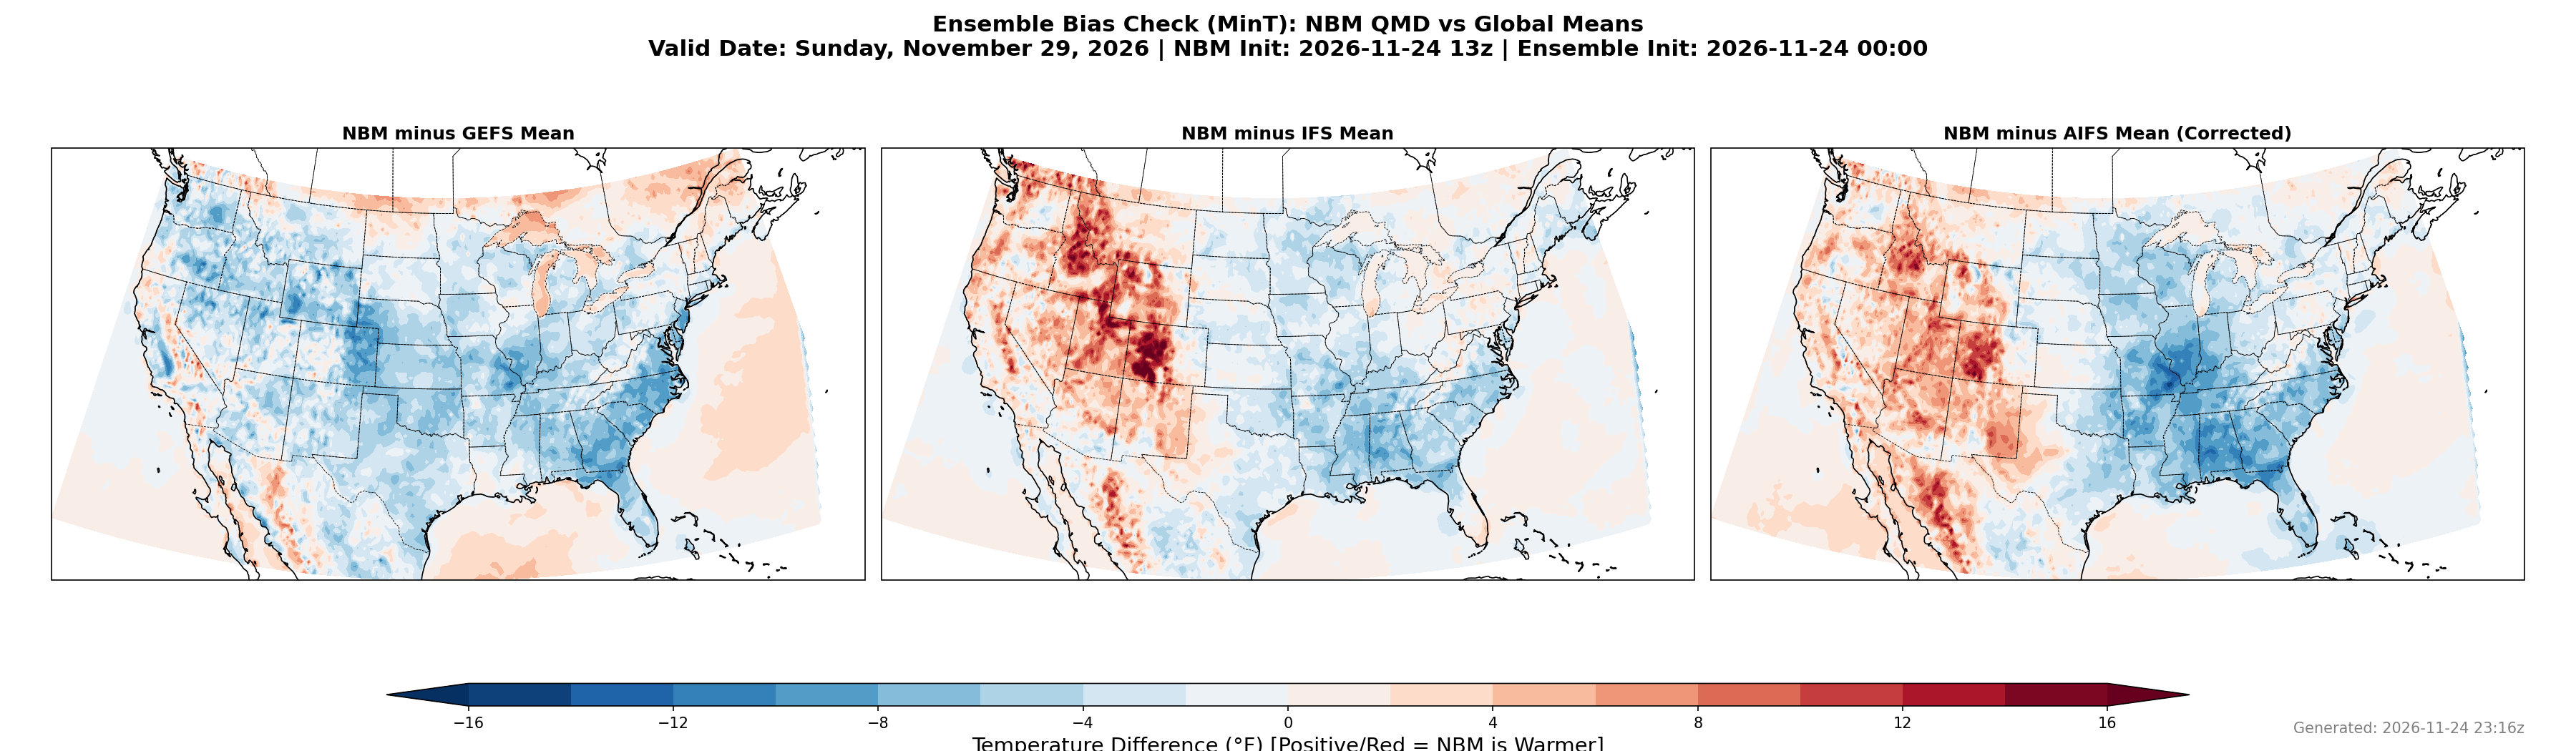 Ensemble Bias Check (MinT): NBM QMD vs Global Means
Valid Date: Sunday, November 29, 2026 | NBM Init: 2026-11-24 13z | Ensemble Init: 2026-11-24 00:00
NBM minus GEFS Mean
NBM minus IFS Mean
NBM minus AIFS Mean (Corrected)
−16 −12 −8 −4 0 4 8 12 16
Generated: 2026-11-24 23:16z
Temperature Difference (°F) [Positive/Red = NBM is Warmer]